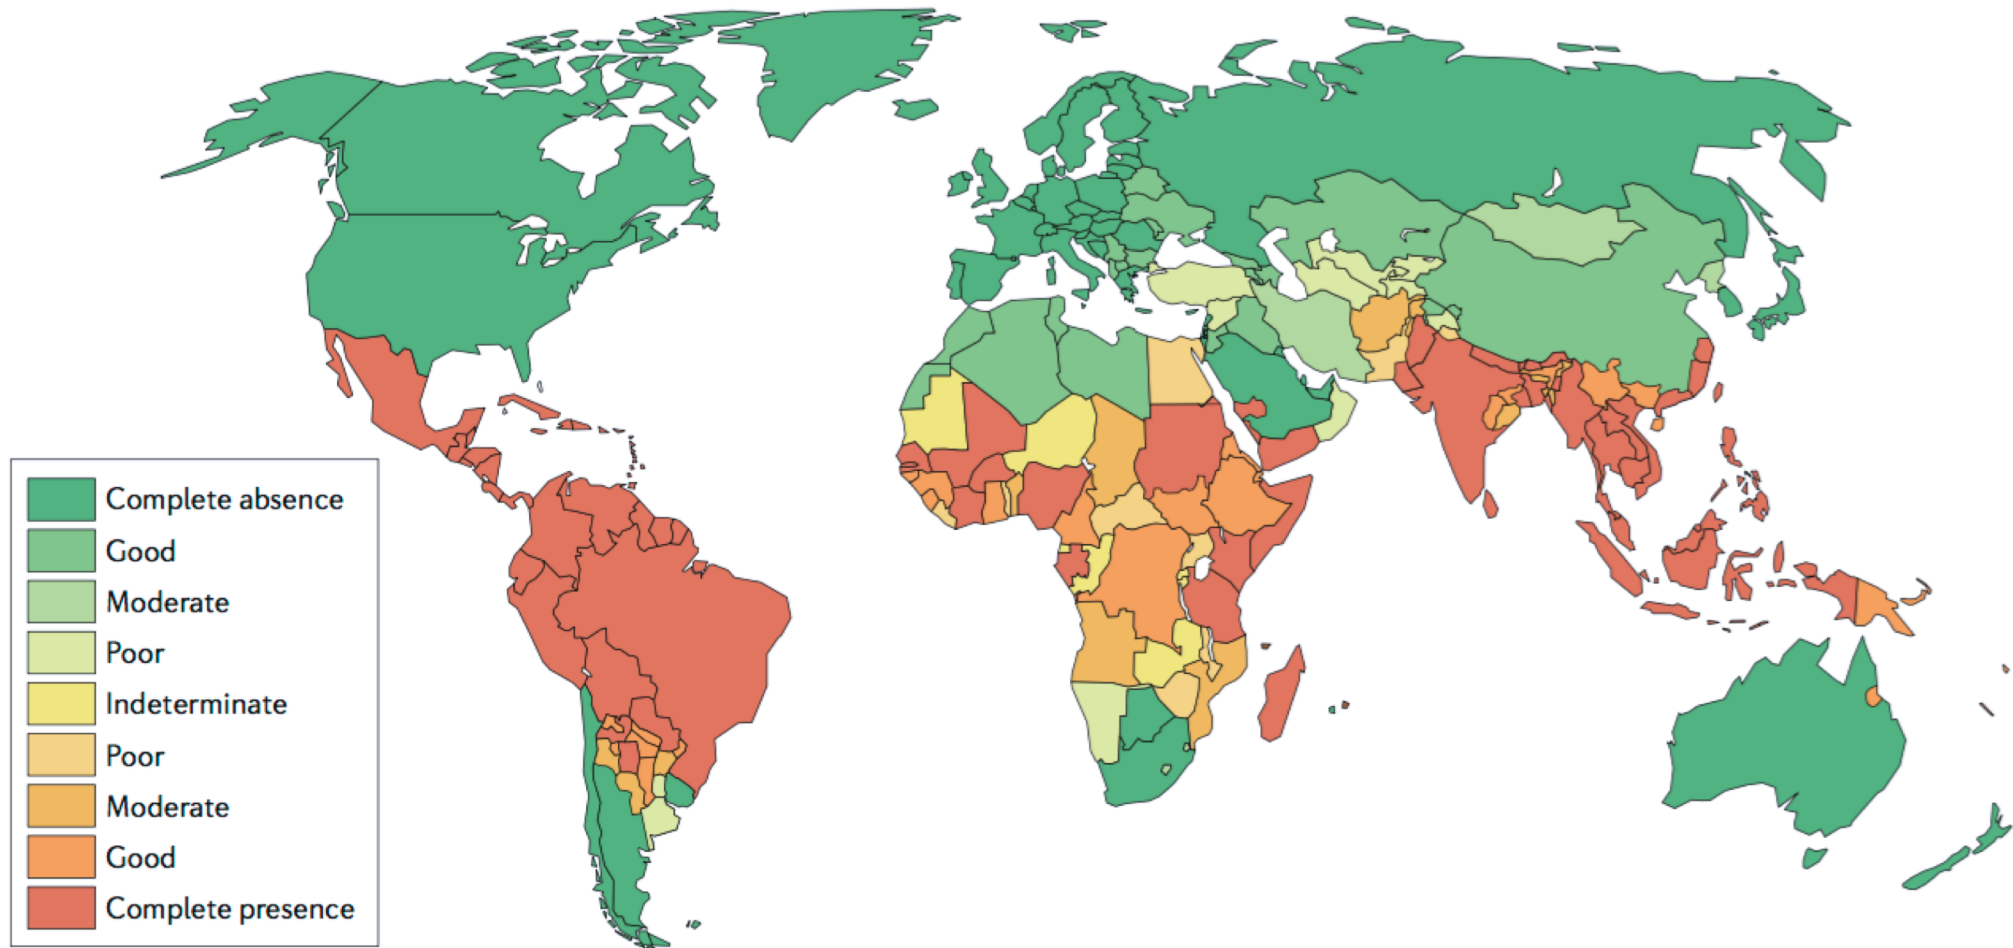 Complete absence
Good
Moderate
Poor
Indeterminate
Poor
Moderate
Good
Complete presence